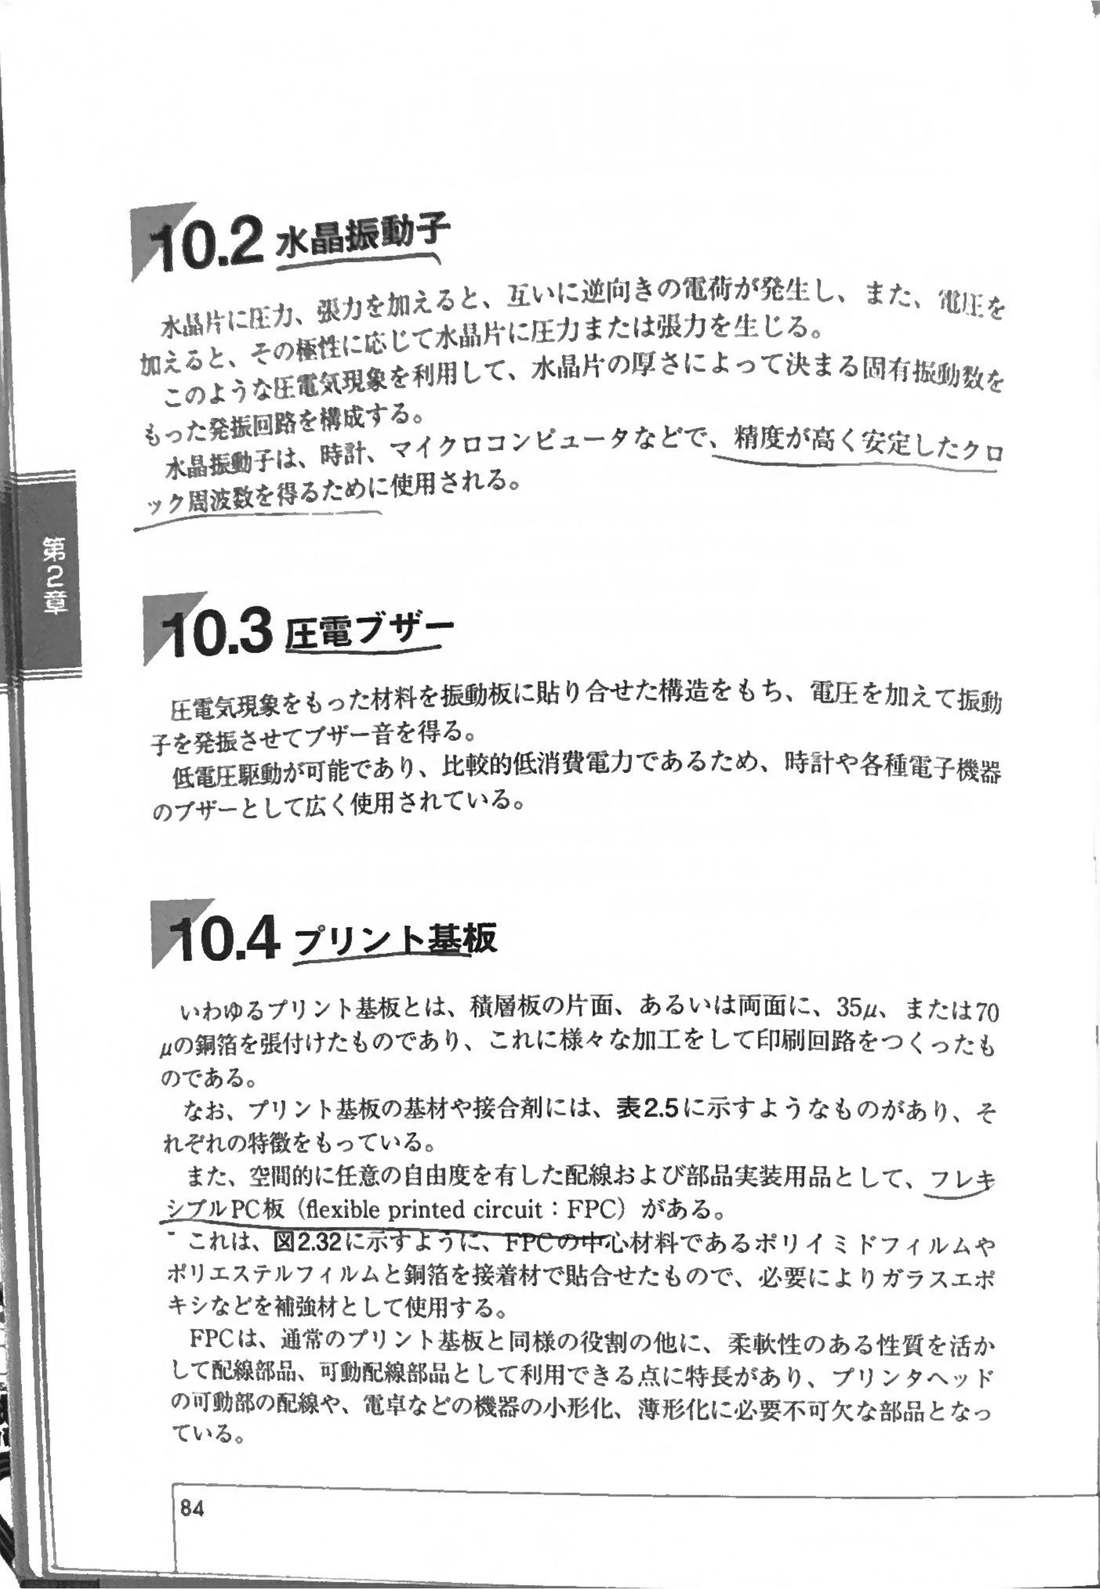 10.2 水晶振動子
水晶片に圧力、張力を加えると、互いに逆向きの電荷が発生し、また、電圧を
加えると、その極性に応じて水晶片に圧力または張力を生じる。
このような圧電気現象を利用して、水晶片の厚さによって決まる固有振動数を
もった発振回路を構成する。
水晶振動子は、時計、マイクロコンピュータなどで、精度が高く安定したクロ
ック周波数を得るために使用される。
第2章
10.3 圧電ブザー
圧電気現象をもった材料を振動板に貼り合せた構造をもち、電圧を加えて振動
子を発振させてブザー音を得る。
低電圧駆動が可能であり、比較的低消費電力であるため、時計や各種電子機器
のブザーとして広く使用されている。
10.4 プリント基板
いわゆるプリント基板とは、積層板の片面、あるいは両面に、35μ、または70
μの銅箔を張付けたものであり、これに様々な加工をして印刷回路をつくったも
のである。
なお、プリント基板の基材や接合剤には、表2.5に示すようなものがあり、そ
れぞれの特徴をもっている。
また、空間的に任意の自由度を有した配線および部品実装用品として、フレキ
シブルPC板（flexible printed circuit：FPC）がある。
これは、図2.32に示すように、FPCの中心材料であるポリイミドフィルムや
ポリエステルフィルムと銅箔を接着材で貼合せたもので、必要によりガラスエポ
キシなどを補強材として使用する。
FPCは、通常のプリント基板と同様の役割の他に、柔軟性のある性質を活か
して配線部品、可動配線部品として利用できる点に特長があり、プリンタヘッド
の可動部の配線や、電卓などの機器の小形化、薄形化に必要不可欠な部品となっ
ている。
84